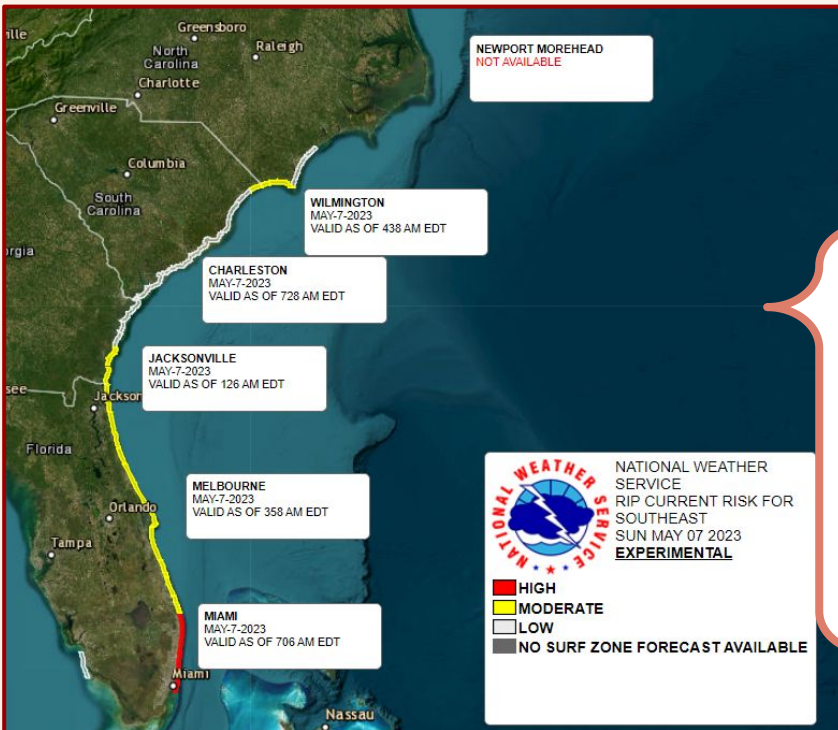 ville
Greensboro
Raleigh
North
Carolina
Charlotte
Greenville
Columbia
South
Carolina
orgia
NEWPORT MOREHEAD
NOT AVAILABLE
WILMINGTON
MAY-7-2023
VALID AS OF 438 AM EDT
CHARLESTON
MAY-7-2023
VALID AS OF 728 AM EDT
JACKSONVILLE
MAY-7-2023
VALID AS OF 126 AM EDT
see
Jackson
Florida
MELBOURNE
MAY-7-2023
VALID AS OF 358 AM EDT
Orlando
Tampa
MIAMI
MAY-7-2023
VALID AS OF 706 AM EDT
Miami
Nassau
NATIONAL WEATHER SERVICE
NATIONAL WEATHER
SERVICE
RIP CURRENT RISK FOR
SOUTHEAST
SUN MAY 07 2023
EXPERIMENTAL
HIGH
MODERATE
LOW
NO SURF ZONE FORECAST AVAILABLE